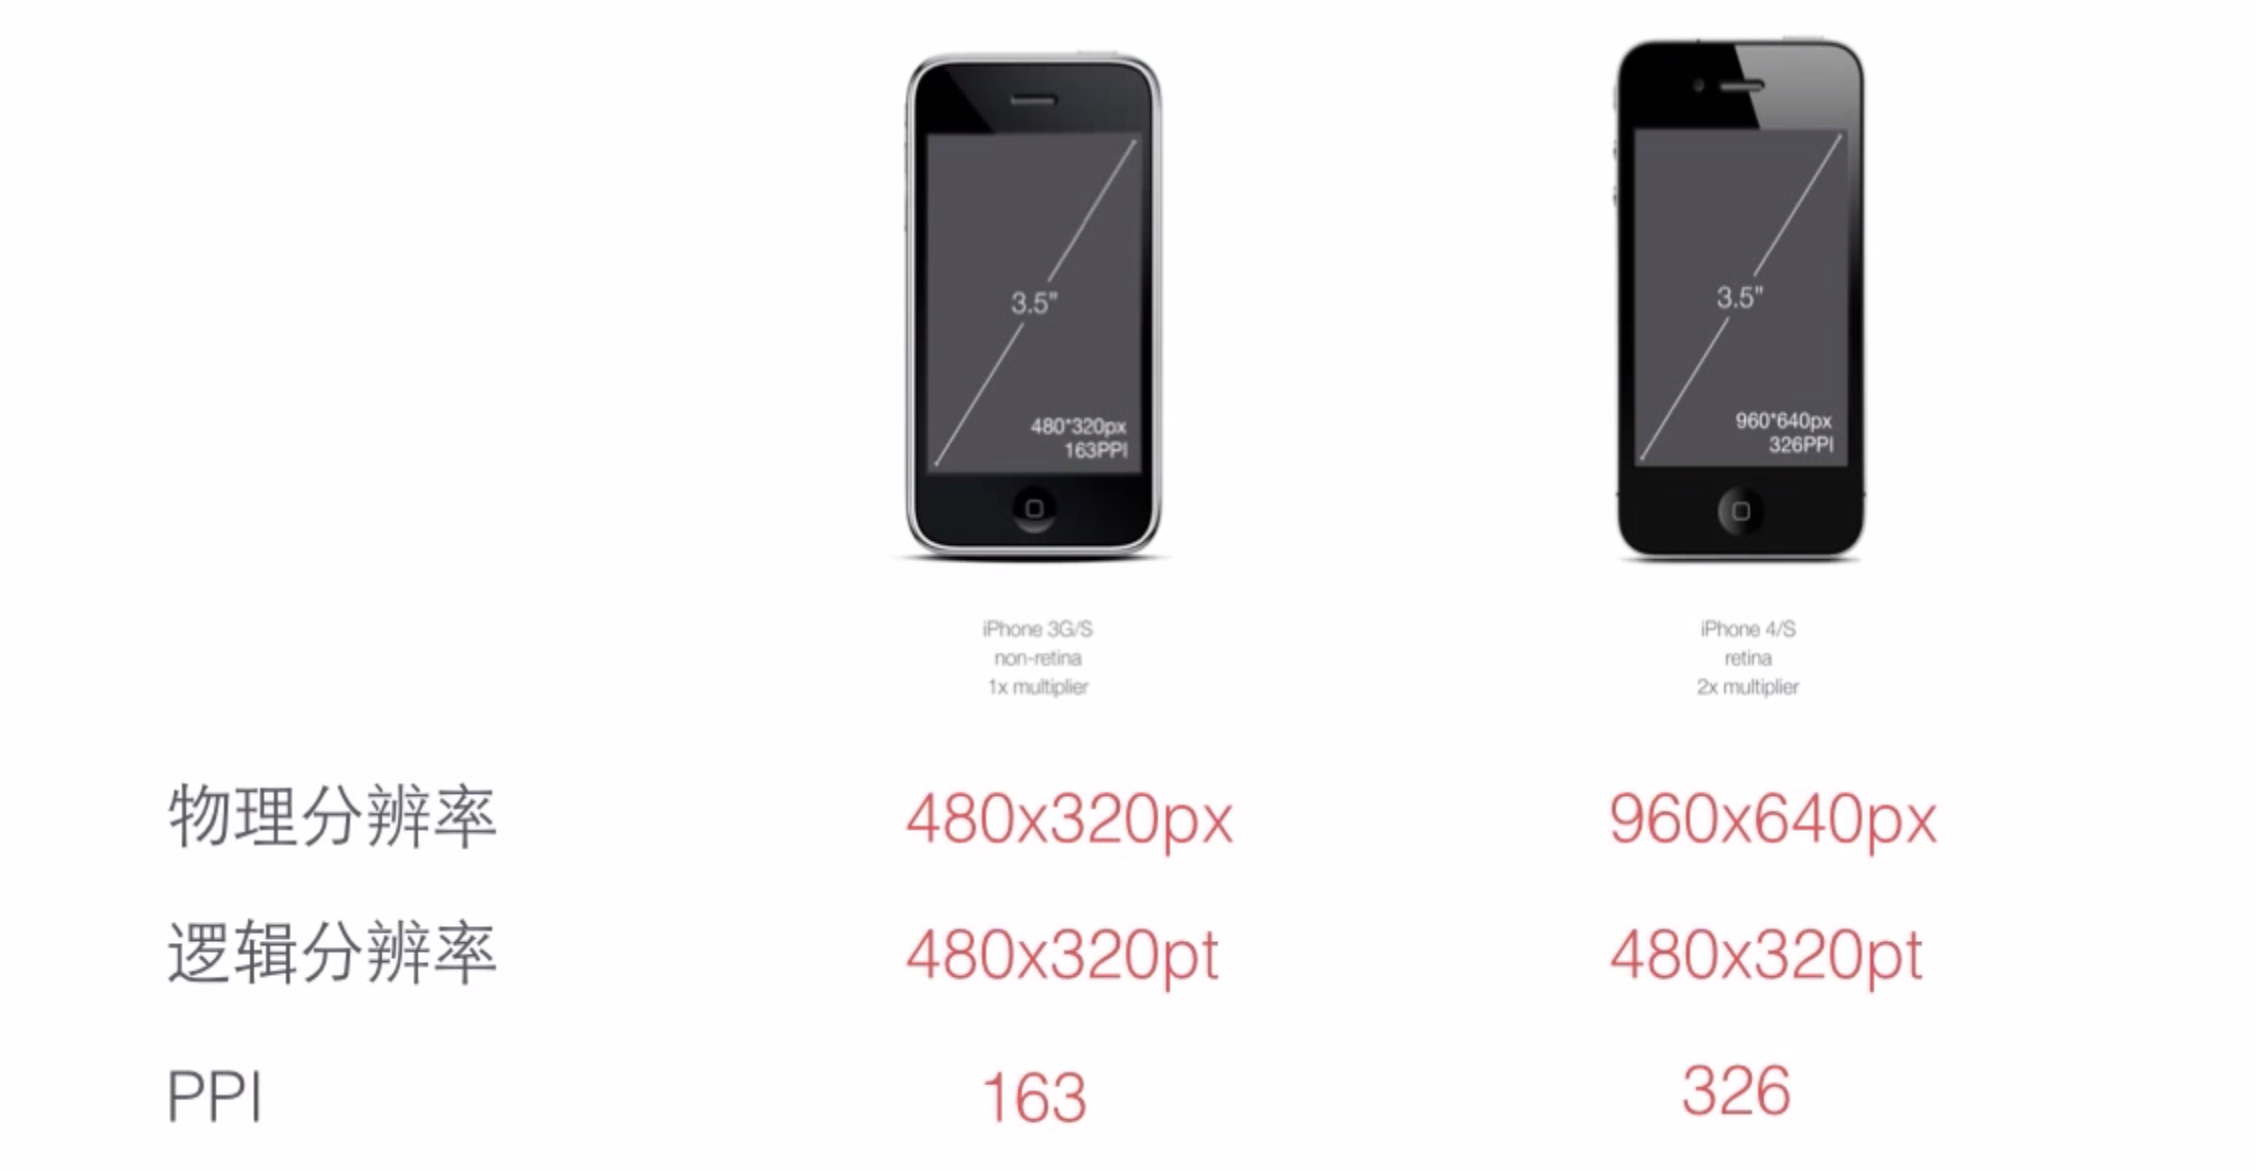 3.5"
480*320px
163PPI
3.5"
960*640px
326PPI
iPhone 3G/S
non-retina
1x multiplier
iPhone 4/S
retina
2x multiplier
物理分辨率 480x320px 960x640px
逻辑分辨率 480x320pt 480x320pt
PPI 163 326